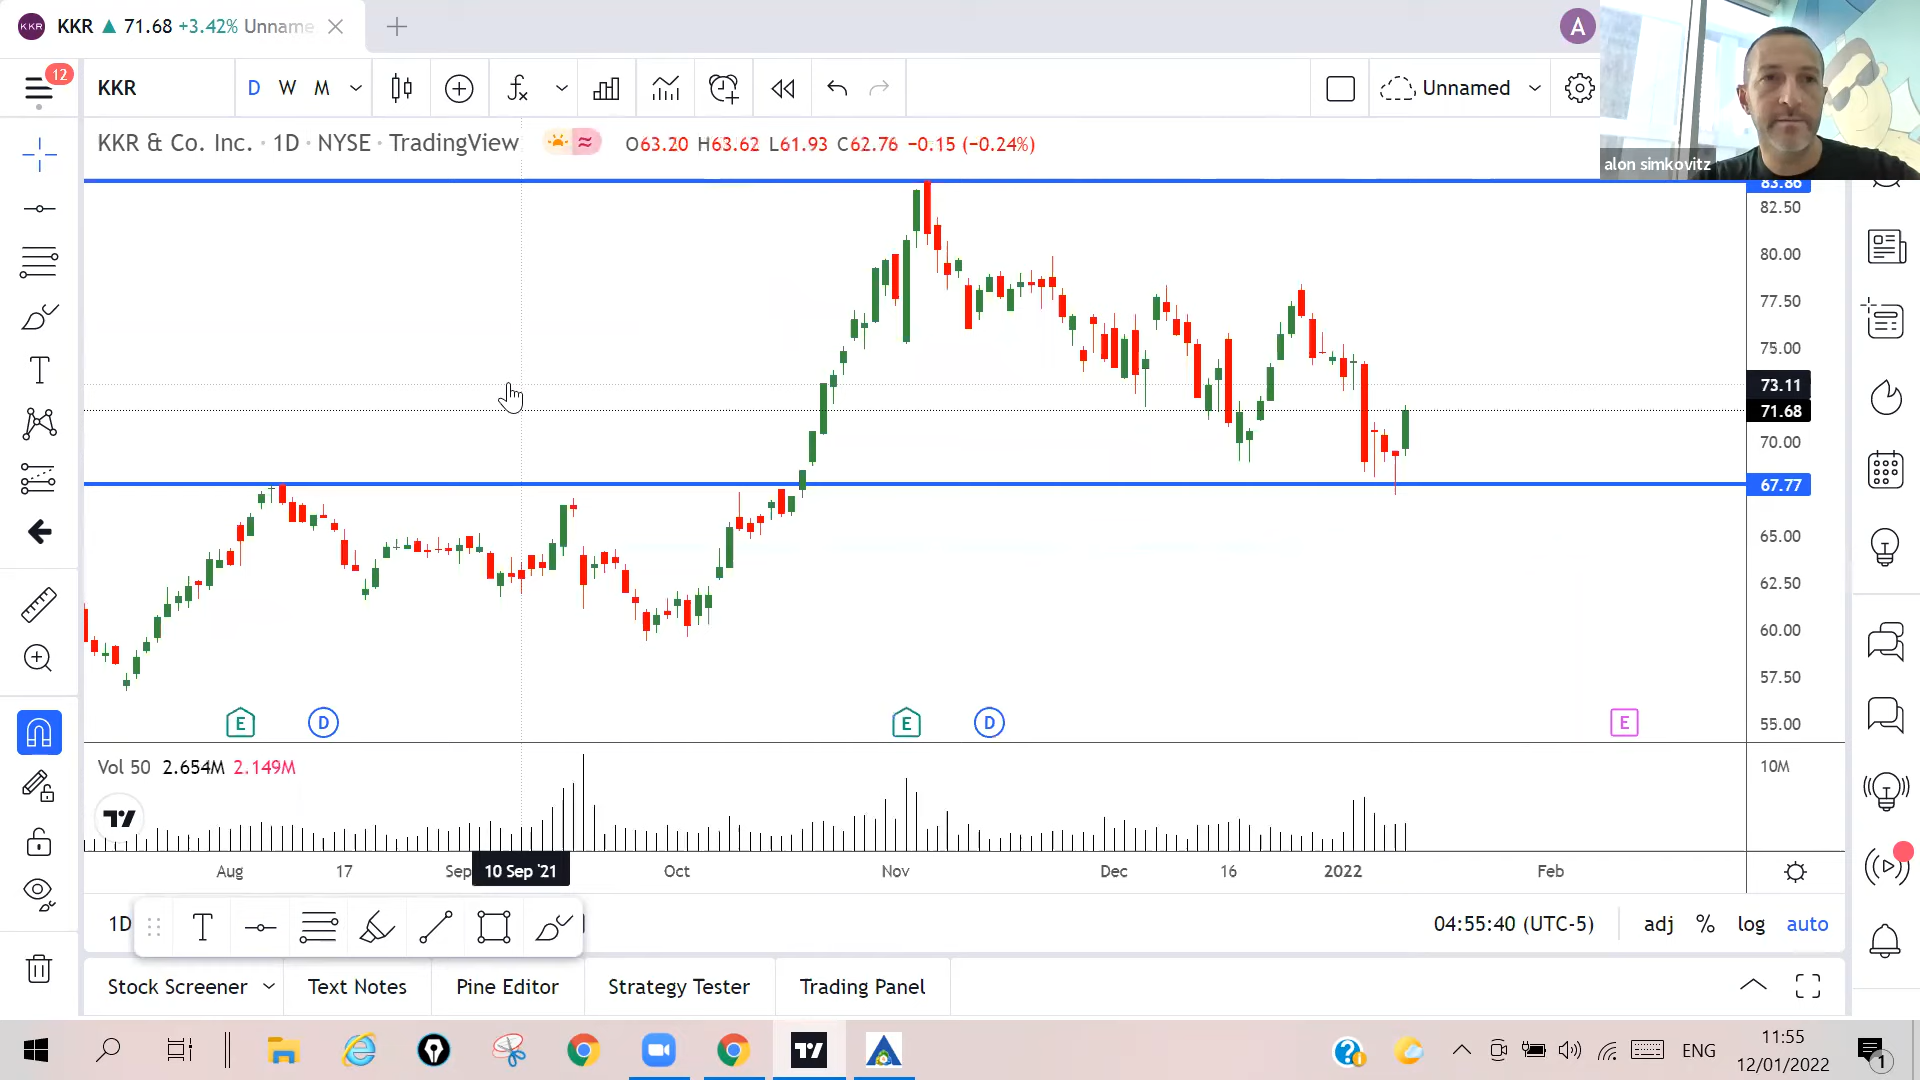 KKR ▲ 71.68 +3.42% Unname
A
12
KKR
D W M
Unnamed
alon simkovitz
KKR & Co. Inc. · 1D · NYSE · TradingView
O63.20 H63.62 L61.93 C62.76 −0.15 (−0.24%)
83.86
82.50
80.00
77.50
75.00
73.11
71.68
70.00
67.77
65.00
62.50
60.00
57.50
55.00
E D E D E
Vol 50 2.654M 2.149M
10M
Aug 17 Sep 10 Sep '21 Oct Nov Dec 16 2022 Feb
1D
04:55:40 (UTC-5) adj % log auto
Stock Screener Text Notes Pine Editor Strategy Tester Trading Panel
ENG
11:55
12/01/2022
1